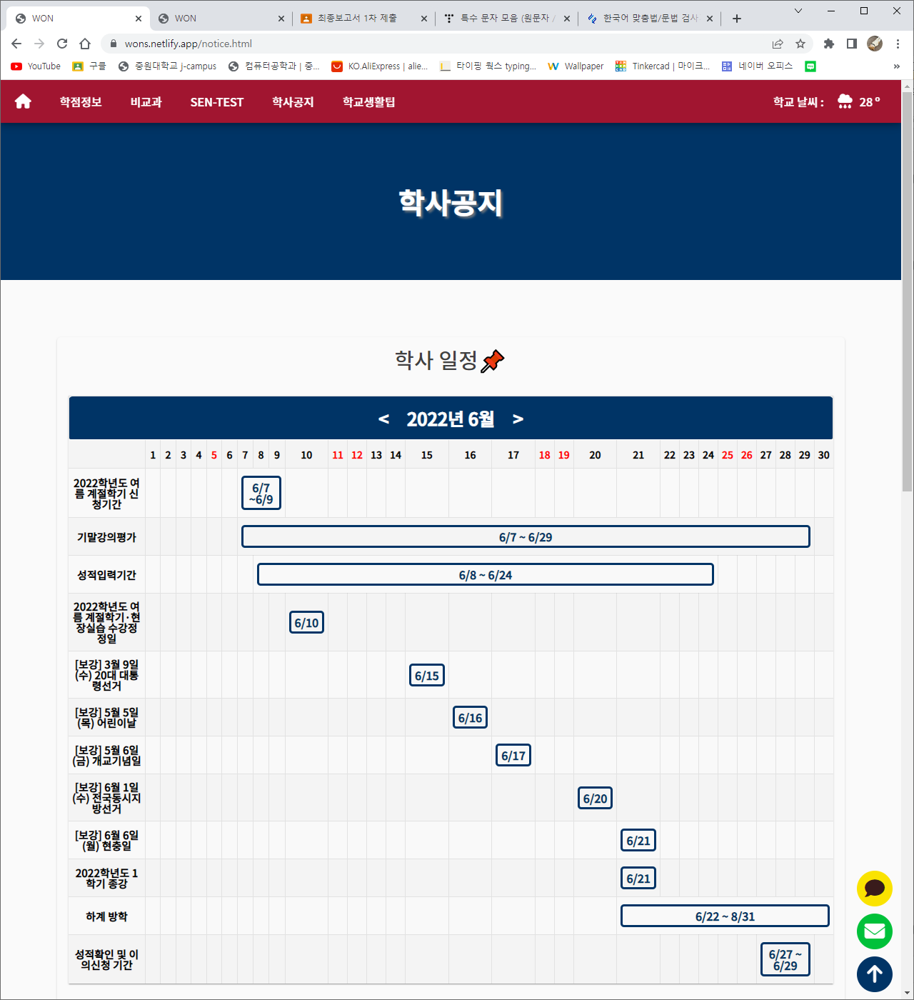 WON
WON
최종보고서 1차 제출
특수 문자 모음 (원문자 /
한국어 맞춤법/문법 검사
wons.netlify.app/notice.html
YouTube
구클
중원대학교 j-campus
컴퓨터공학과 | 중...
KO.AliExpress | alie...
타이핑 웍스 typing...
Wallpaper
Tinkercad | 마이크...
네이버 오피스
»
학점정보
비교과
SEN-TEST
학사공지
학교생활팁
학교 날씨 :
28 º
학사공지
학사 일정
< 2022년 6월 >
1 2 3 4 5 6 7 8 9 10 11 12 13 14 15 16 17 18 19 20 21 22 23 24 25 26 27 28 29 30
2022학년도 여
름 계절학기 신
청기간
6/7
~6/9
기말강의평가
6/7 ~ 6/29
성적입력기간
6/8 ~ 6/24
2022학년도 여
름 계절학기·현
장실습 수강정
정일
6/10
[보강] 3월 9일
(수) 20대 대통
령선거
6/15
[보강] 5월 5일
(목) 어린이날
6/16
[보강] 5월 6일
(금) 개교기념일
6/17
[보강] 6월 1일
(수) 전국동시지
방선거
6/20
[보강] 6월 6일
(월) 현충일
6/21
2022학년도 1
학기 종강
6/21
하계 방학
6/22 ~ 8/31
성적확인 및 이
의신청 기간
6/27 ~
6/29